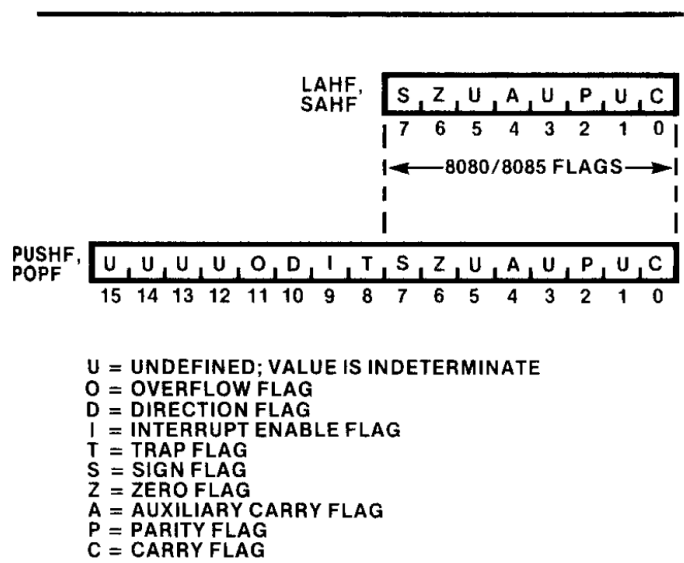 LAHF,
SAHF
S Z U A U P U C
7 6 5 4 3 2 1 0
8080/8085 FLAGS
PUSHF,
POPF
U U U U O D I T S Z U A U P U C
15 14 13 12 11 10 9 8 7 6 5 4 3 2 1 0
U = UNDEFINED; VALUE IS INDETERMINATE
O = OVERFLOW FLAG
D = DIRECTION FLAG
I = INTERRUPT ENABLE FLAG
T = TRAP FLAG
S = SIGN FLAG
Z = ZERO FLAG
A = AUXILIARY CARRY FLAG
P = PARITY FLAG
C = CARRY FLAG